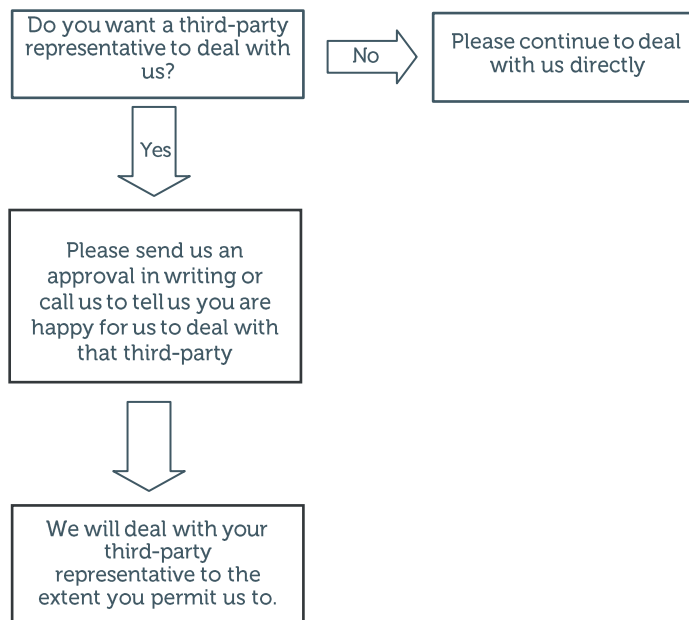 Do you want a third-party
representative to deal with
us?
No
Please continue to deal
with us directly
Yes
Please send us an
approval in writing or
call us to tell us you are
happy for us to deal with
that third-party
We will deal with your
third-party
representative to the
extent you permit us to.